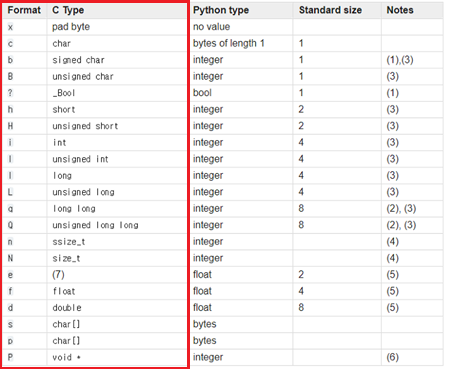 Format C Type Python type Standard size Notes
x pad byte no value
c char bytes of length 1 1
b signed char integer 1 (1),(3)
B unsigned char integer 1 (3)
? _Bool bool 1 (1)
h short integer 2 (3)
H unsigned short integer 2 (3)
i int integer 4 (3)
I unsigned int integer 4 (3)
l long integer 4 (3)
L unsigned long integer 4 (3)
q long long integer 8 (2), (3)
Q unsigned long long integer 8 (2), (3)
n ssize_t integer (4)
N size_t integer (4)
e (7) float 2 (5)
f float float 4 (5)
d double float 8 (5)
s char[] bytes
p char[] bytes
P void * integer (6)